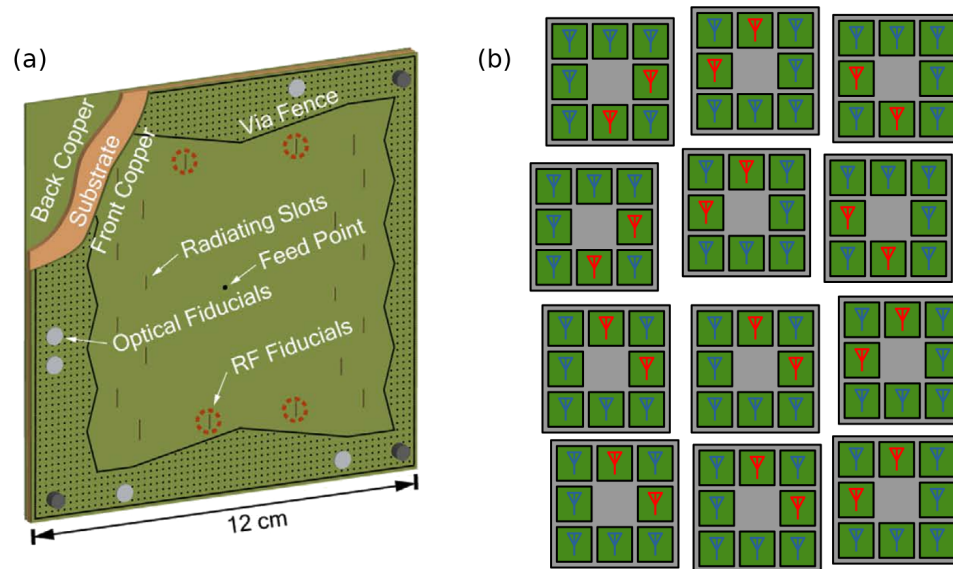 (a)
(b)
Back Copper
Substrate
Front Copper
Via Fence
Radiating Slots
Feed Point
Optical Fiducials
RF Fiducials
12 cm